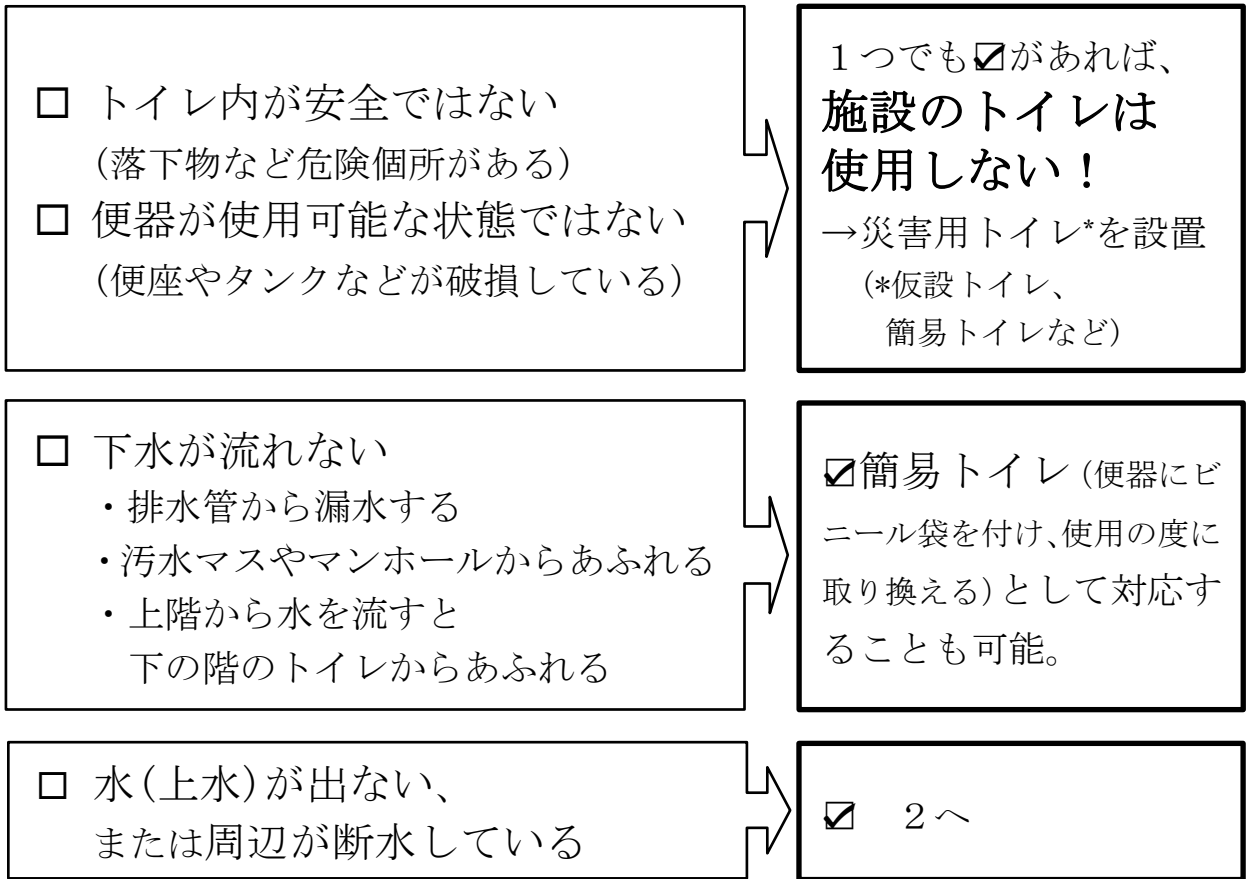 □ トイレ内が安全ではない
(落下物など危険個所がある)
□ 便器が使用可能な状態ではない
(便座やタンクなどが破損している)
１つでも☑があれば、
施設のトイレは
使用しない！
→災害用トイレ*を設置
(*仮設トイレ、
簡易トイレなど)
□ 下水が流れない
・排水管から漏水する
・汚水マスやマンホールからあふれる
・上階から水を流すと
下の階のトイレからあふれる
☑簡易トイレ(便器にビ
ニール袋を付け、使用の度に
取り換える)として対応す
ることも可能。
□ 水(上水)が出ない、
または周辺が断水している
☑ ２へ